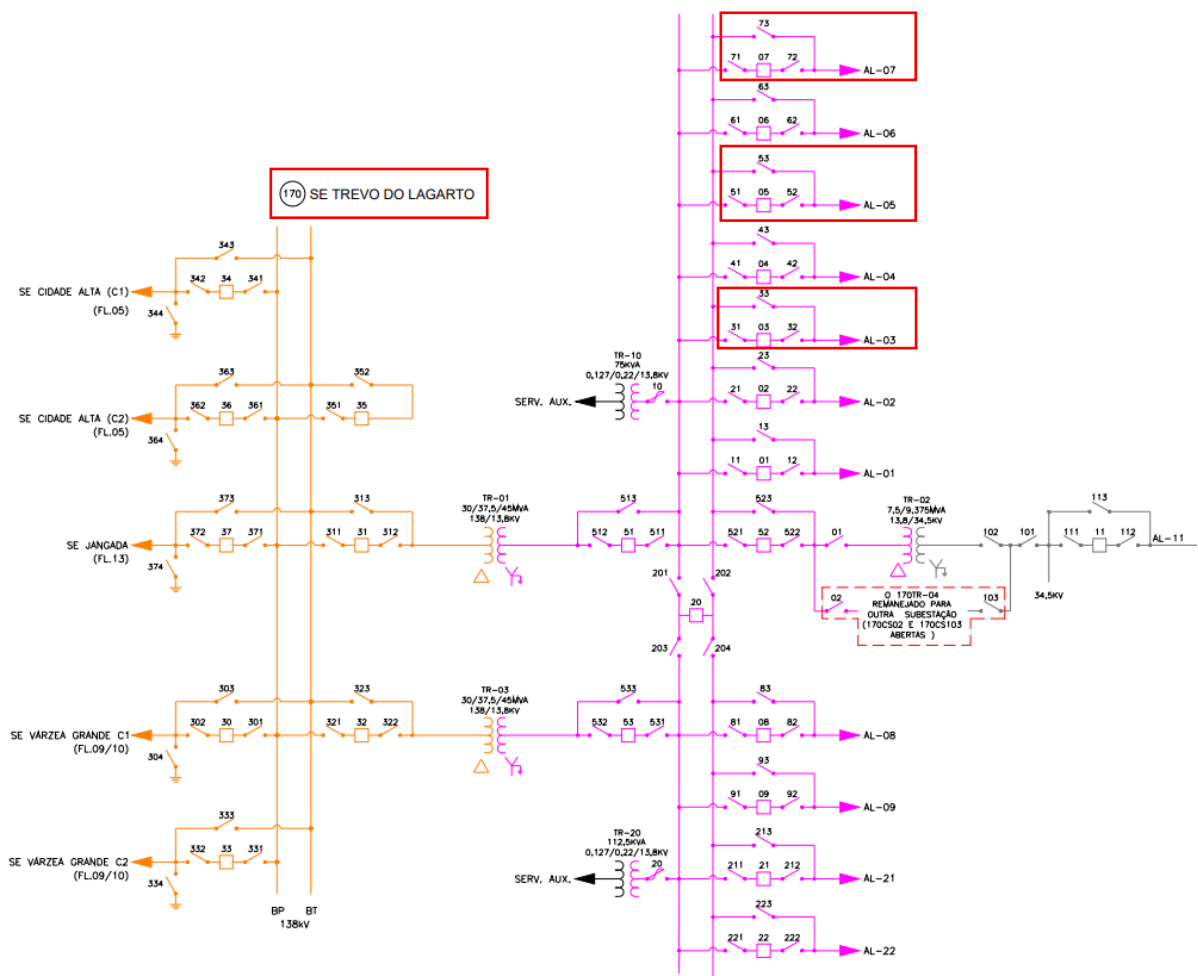 73
71 07 72 AL-07
63
61 06 62 AL-06
53
51 05 52 AL-05
170 SE TREVO DO LAGARTO
43
41 04 42 AL-04
343
342 34 341
SE CIDADE ALTA (C1)
(FL.05)
344
33
31 03 32 AL-03
TR-10
75KVA
0,127/0,22/13,8KV
10
SERV. AUX.
23
21 02 22 AL-02
363 352
362 36 361 351 35
SE CIDADE ALTA (C2)
(FL.05)
364
13
11 01 12 AL-01
373 313
372 37 371 311 31 312
SE JANGADA
(FL.13)
374
TR-01
30/37,5/45MVA
138/13,8KV
513
512 51 511
523
521 52 522 01
TR-02
7,5/9,375MVA
13,8/34,5KV
102 101
113
111 11 112 AL-11
34,5KV
201 202
20
203 204
02 O 170TR-04 103
REMANEJADO PARA
OUTRA SUBESTAÇÃO
(170CS02 E 170CS103
ABERTAS )
303 323
302 30 301 321 32 322
SE VÁRZEA GRANDE C1
(FL.09/10)
304
TR-03
30/37,5/45MVA
138/13,8KV
533
532 53 531
83
81 08 82 AL-08
93
91 09 92 AL-09
333
332 33 331
SE VÁRZEA GRANDE C2
(FL.09/10)
334
TR-20
112,5KVA
0,127/0,22/13,8KV
20
SERV. AUX.
213
211 21 212 AL-21
BP BT
138kV
223
221 22 222 AL-22